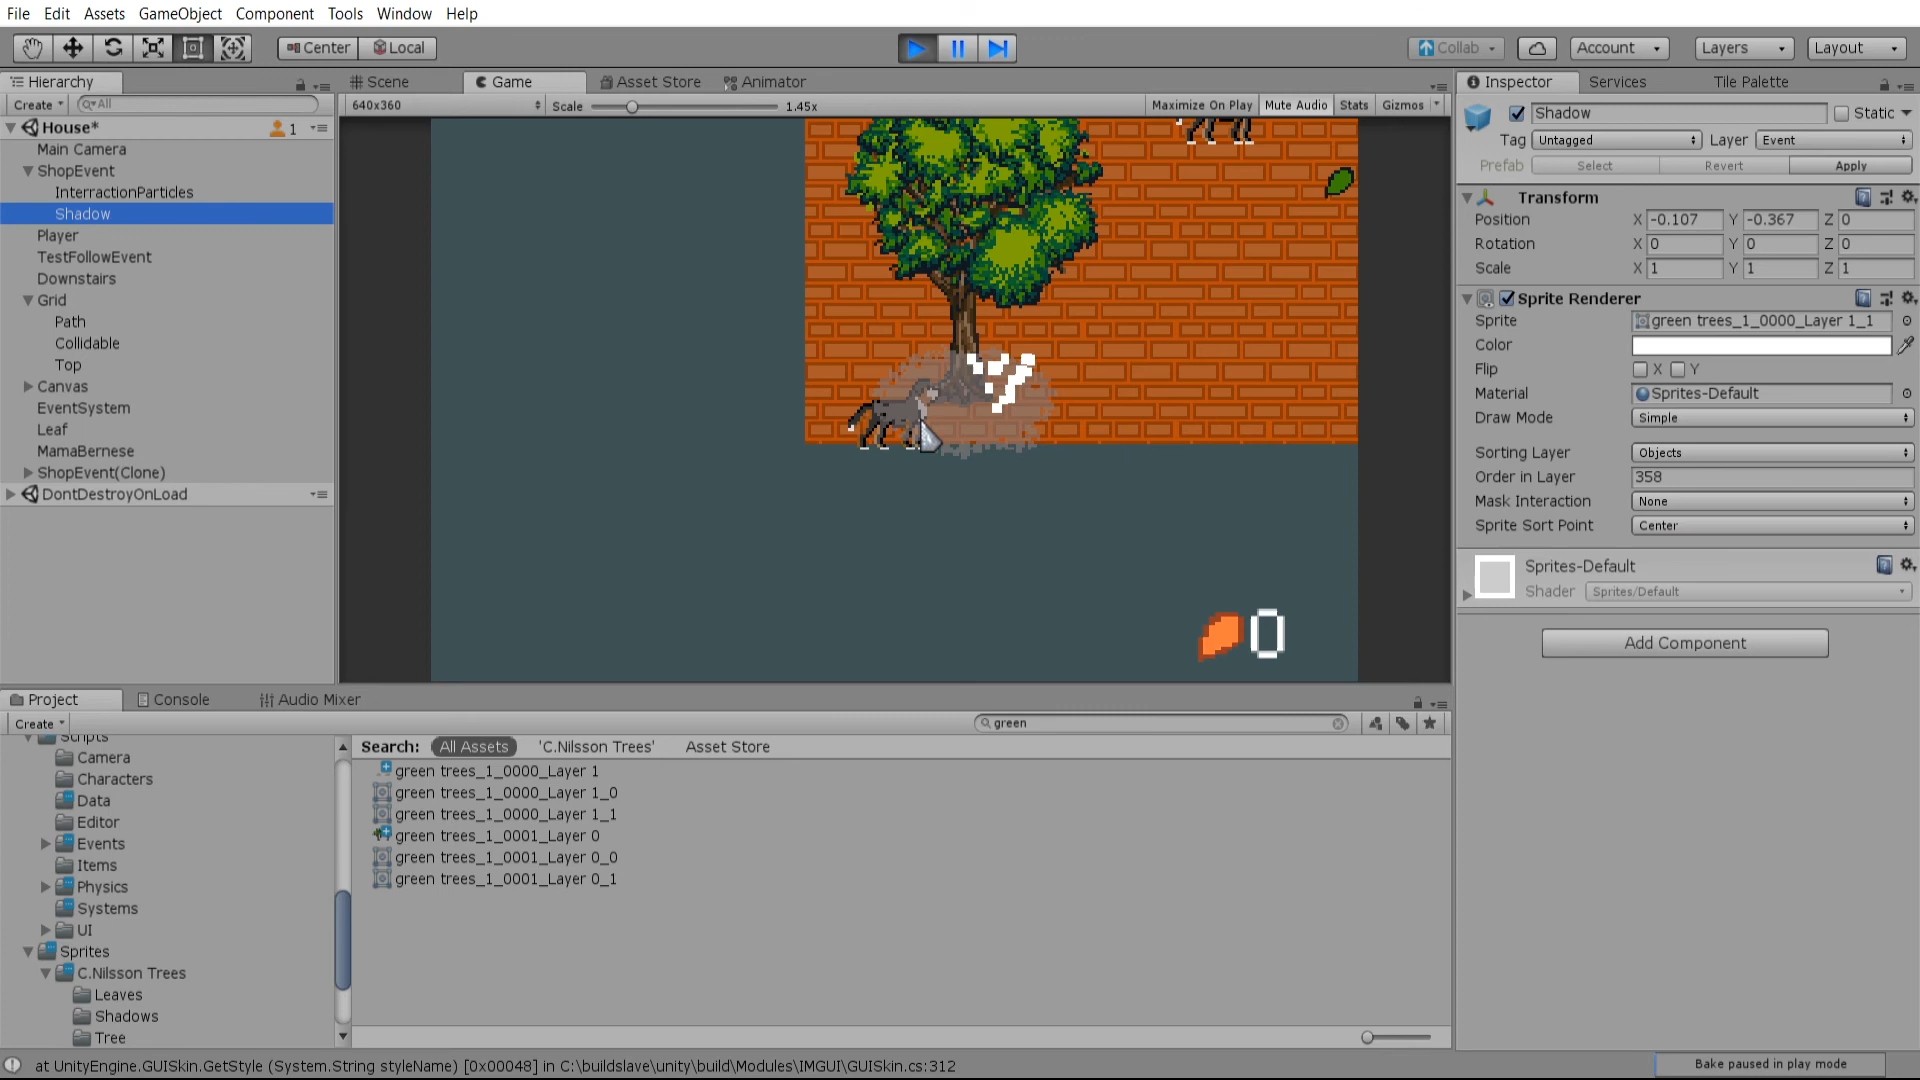 File Edit Assets GameObject Component Tools Window Help
Center Local Collab Account Layers Layout
Hierarchy
Create All
House* 1
Main Camera
ShopEvent
InterractionParticles
Shadow
Player
TestFollowEvent
Downstairs
Grid
Path
Collidable
Top
Canvas
EventSystem
Leaf
MamaBernese
ShopEvent(Clone)
DontDestroyOnLoad
Scene Game Asset Store Animator
640x360 Scale 1.45x Maximize On Play Mute Audio Stats Gizmos
0
Inspector Services Tile Palette
Shadow Static
Tag Untagged Layer Event
Prefab Select Revert Apply
Transform
Position X -0.107 Y -0.367 Z 0
Rotation X 0 Y 0 Z 0
Scale X 1 Y 1 Z 1
Sprite Renderer
Sprite green trees_1_0000_Layer 1_1
Color
Flip X Y
Material Sprites-Default
Draw Mode Simple
Sorting Layer Objects
Order in Layer 358
Mask Interaction None
Sprite Sort Point Center
Sprites-Default
Shader Sprites/Default
Add Component
Project Console Audio Mixer
Create green
Scripts
Camera
Characters
Data
Editor
Events
Items
Physics
Systems
UI
Sprites
C.Nilsson Trees
Leaves
Shadows
Tree
Search: All Assets 'C.Nilsson Trees' Asset Store
green trees_1_0000_Layer 1
green trees_1_0000_Layer 1_0
green trees_1_0000_Layer 1_1
green trees_1_0001_Layer 0
green trees_1_0001_Layer 0_0
green trees_1_0001_Layer 0_1
at UnityEngine.GUISkin.GetStyle (System.String styleName) [0x00048] in C:\buildslave\unity\build\Modules\IMGUI\GUISkin.cs:312
Bake paused in play mode